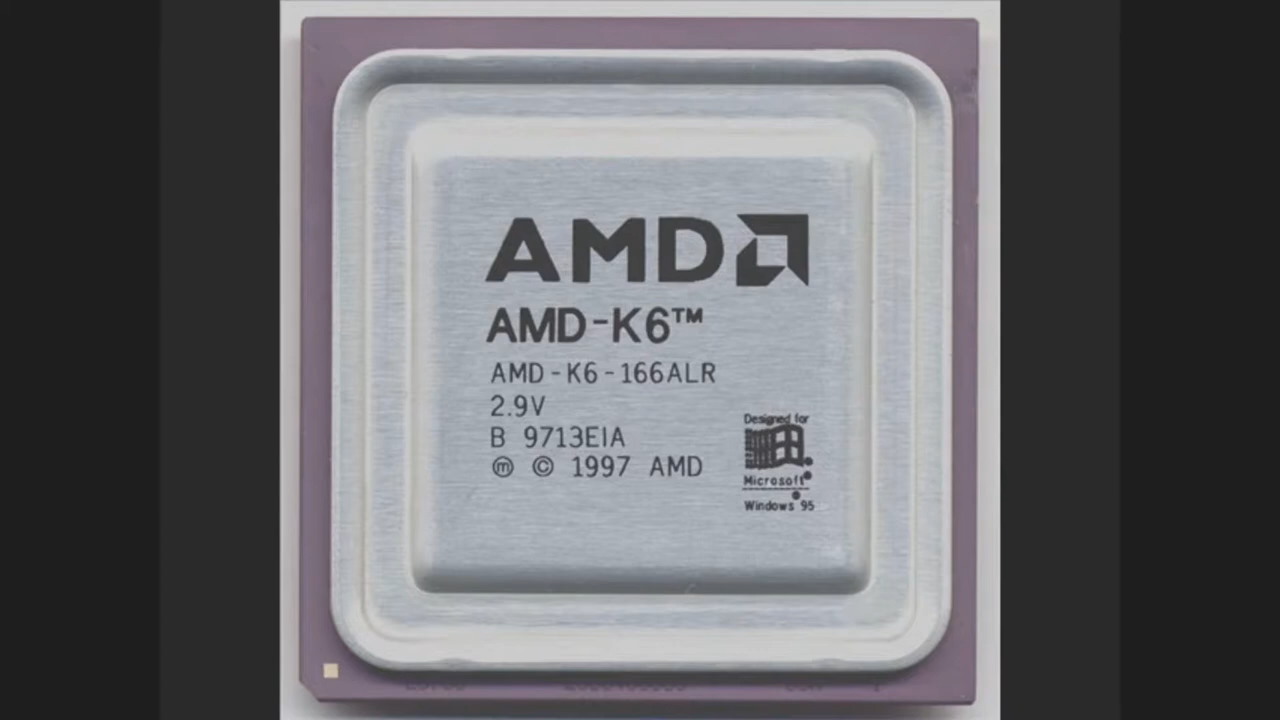 AMD
AMD-K6™
AMD-K6-166ALR
2.9V
B 9713EIA
ⓜ © 1997 AMD
Designed for
Microsoft®
Windows 95